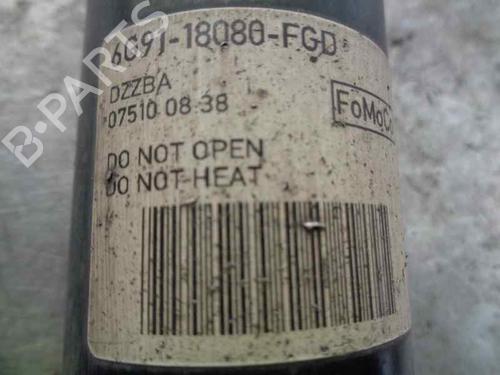 6G91-18080-FGD
DZZBA
07510 08:38
FoMoCo
DO NOT OPEN
DO NOT HEAT
B-PARTS